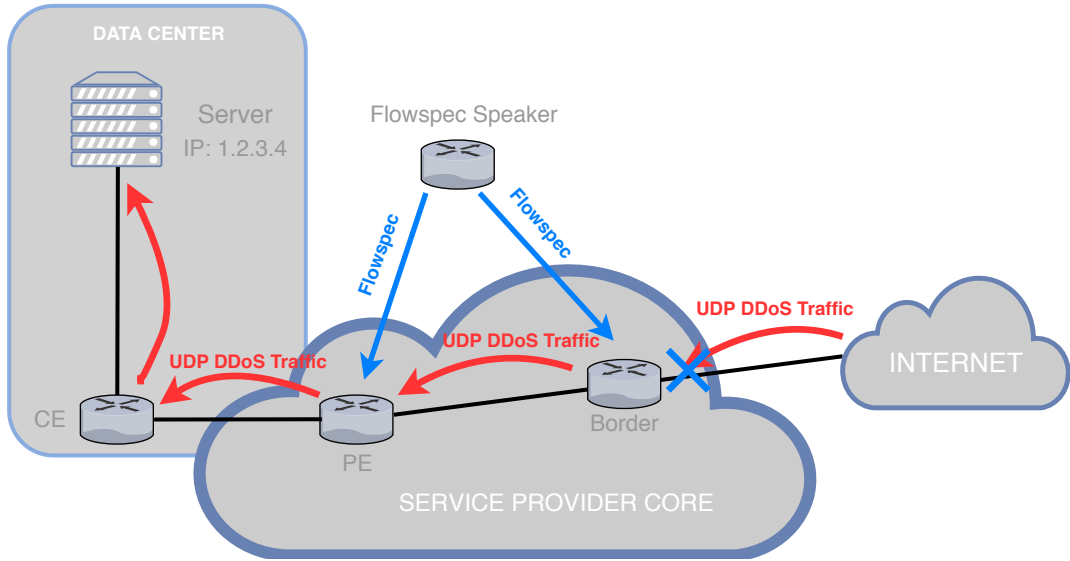 DATA CENTER
Server
IP: 1.2.3.4
Flowspec Speaker
Flowspec
Flowspec
UDP DDoS Traffic
UDP DDoS Traffic
UDP DDoS Traffic
INTERNET
CE
PE
Border
SERVICE PROVIDER CORE